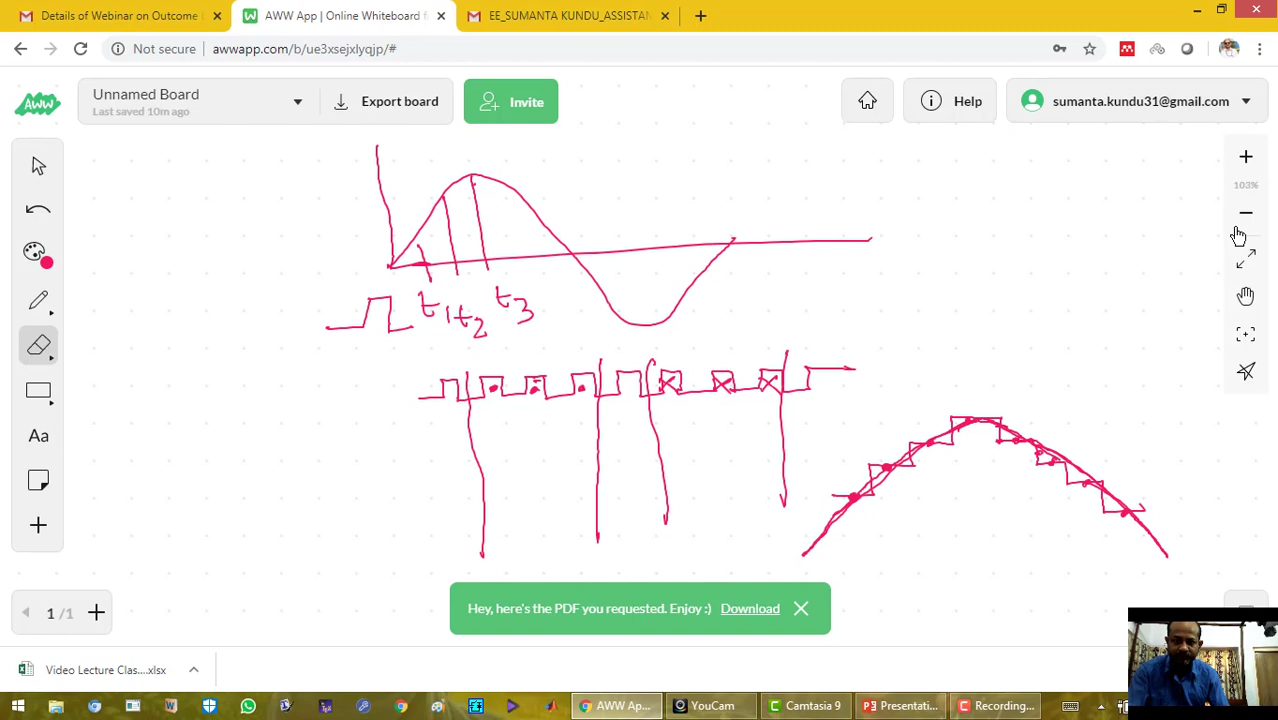 Details of Webinar on Outcome
AWW App | Online Whiteboard f
EE_SUMANTA KUNDU_ASSISTAN
Not secure | awwapp.com/b/ue3xsejxlyqjp/#
AWW
Unnamed Board
Last saved 10m ago
Export board
Invite
Help
sumanta.kundu31@gmail.com
103%
t1 t2 t3
Aa
1 /1
Hey, here's the PDF you requested. Enjoy :) Download
Video Lecture Clas....xlsx
AWW Ap...
YouCam
Camtasia 9
Presentati...
Recording...